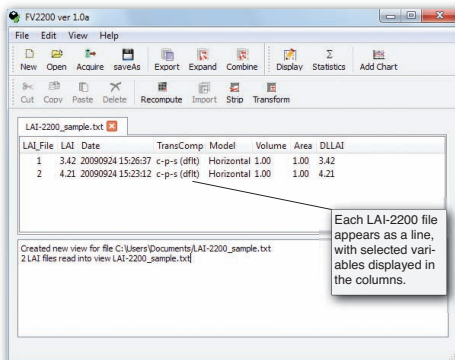 FV2200 ver 1.0a
File Edit View Help
New Open Acquire saveAs Export Expand Combine Display Statistics Add Chart
Cut Copy Paste Delete Recompute Import Strip Transform
LAI-2200_sample.txt
LAI_File LAI Date TransComp Model Volume Area DLLAI
1 3.42 20090924 15:26:37 c-p-s (dflt) Horizontal 1.00 1.00 3.42
2 4.21 20090924 15:23:12 c-p-s (dflt) Horizontal 1.00 1.00 4.21
Each LAI-2200 file
appears as a line,
with selected vari-
ables displayed in
the columns.
Created new view for file C:\Users\Documents/LAI-2200_sample.txt
2 LAI files read into view LAI-2200_sample.txt